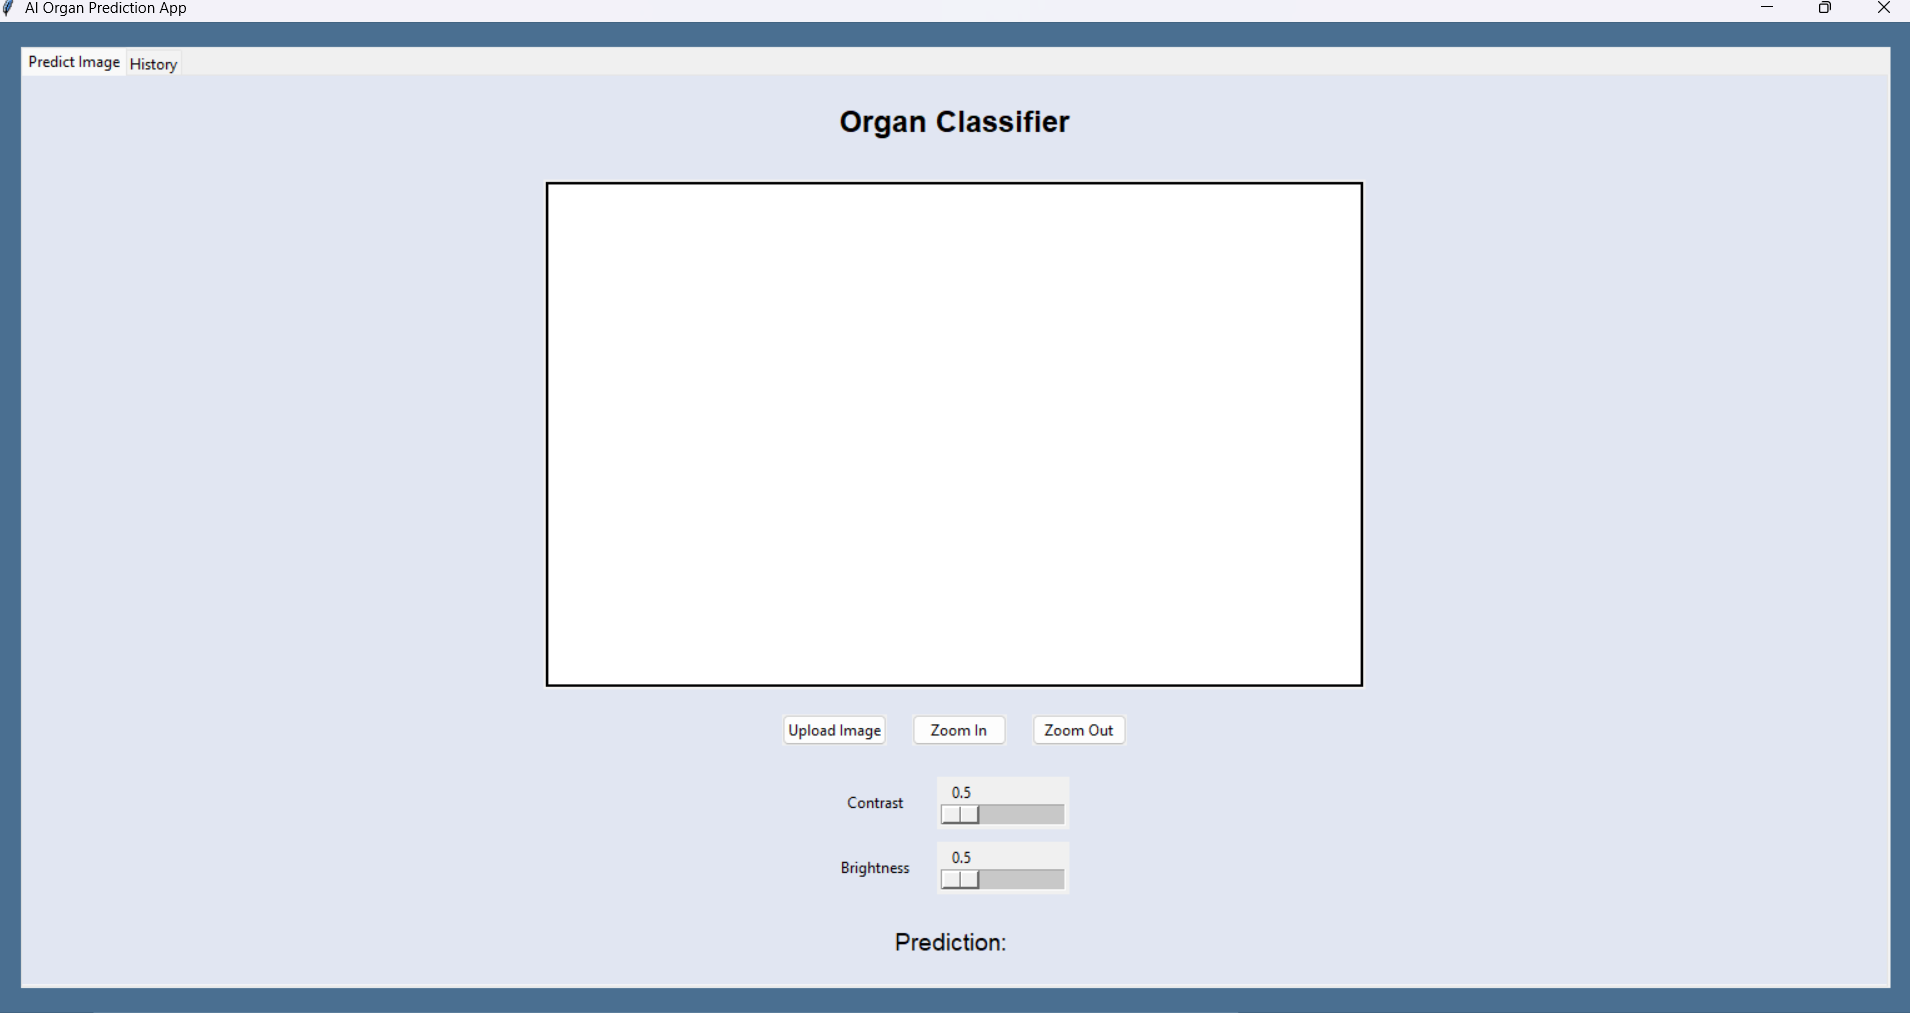 AI Organ Prediction App
Predict Image History
Organ Classifier
Upload Image Zoom In Zoom Out
0.5
Contrast
0.5
Brightness
Prediction: